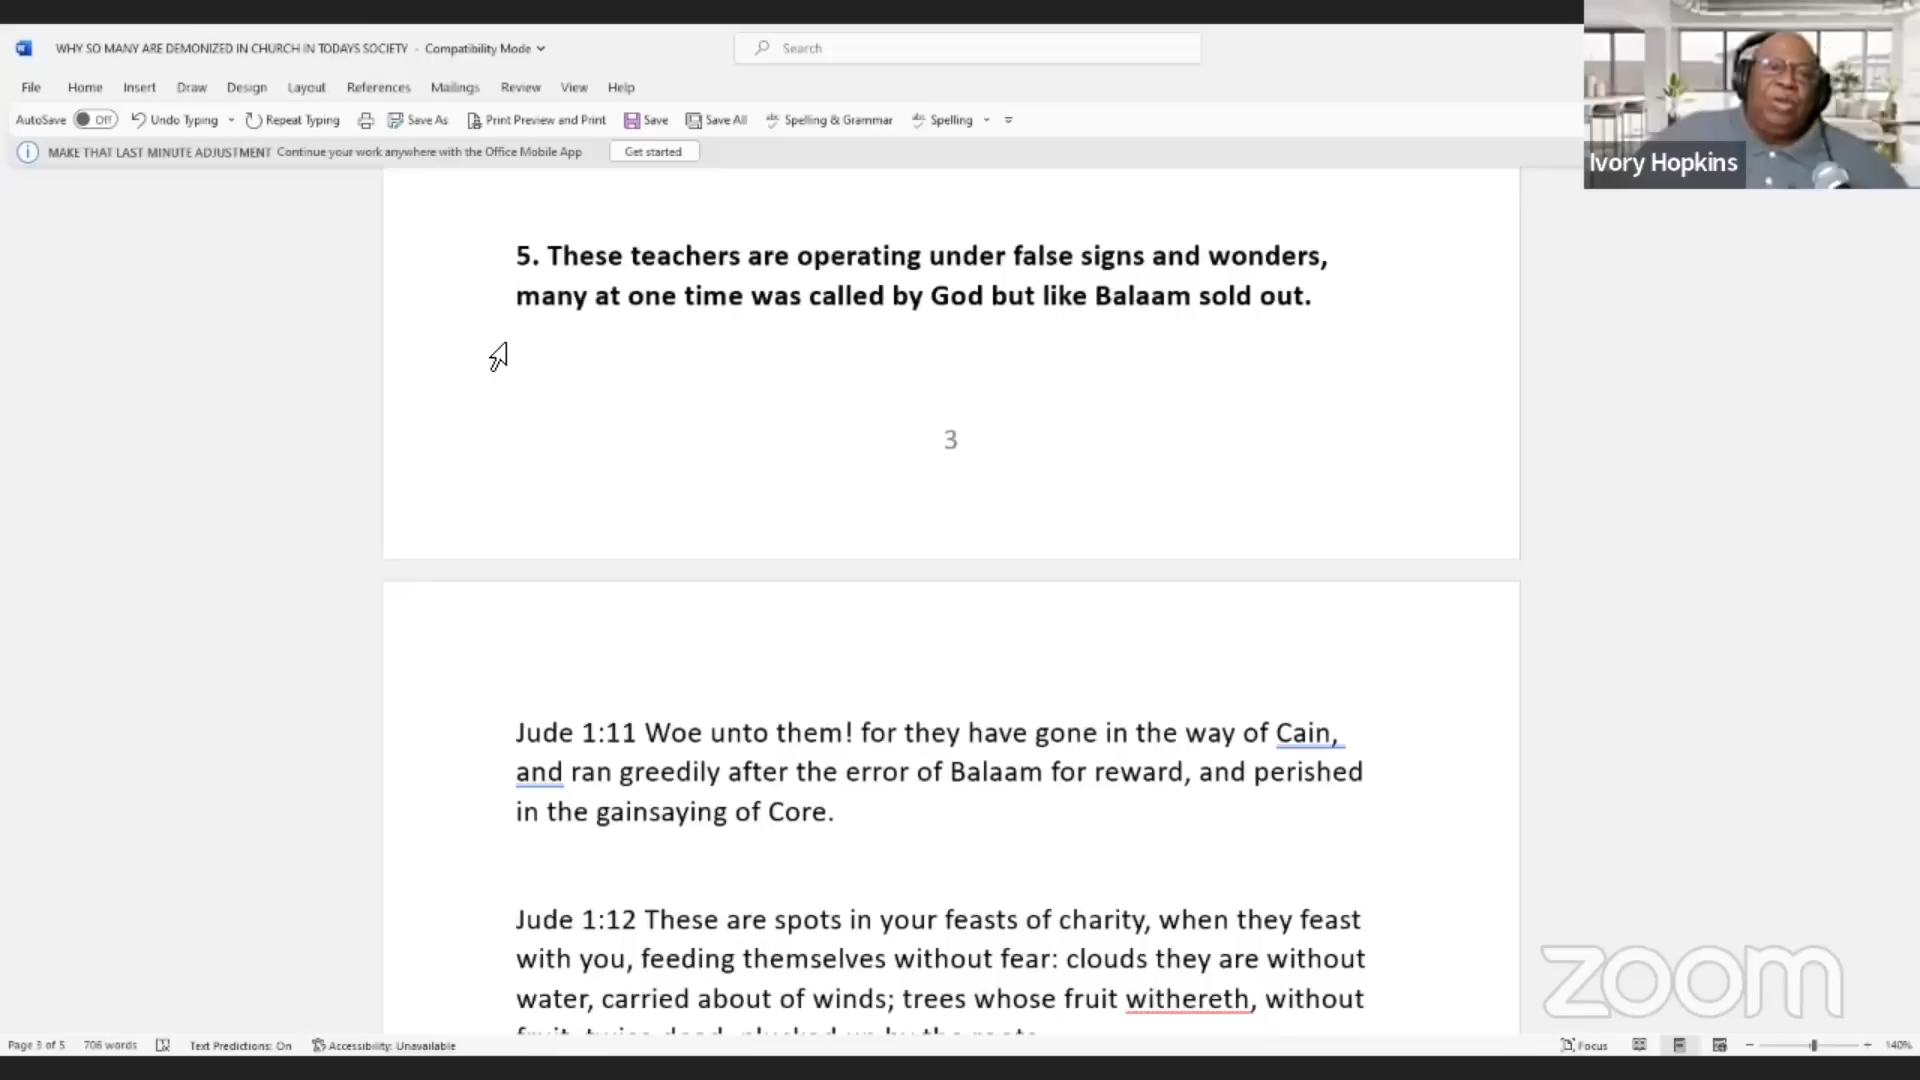 WHY SO MANY ARE DEMONIZED IN CHURCH IN TODAYS SOCIETY - Compatibility Mode
Search
File Home Insert Draw Design Layout References Mailings Review View Help
AutoSave Off Undo Typing Repeat Typing Save As Print Preview and Print Save Save All Spelling & Grammar Spelling
MAKE THAT LAST MINUTE ADJUSTMENT Continue your work anywhere with the Office Mobile App Get started
Ivory Hopkins
5. These teachers are operating under false signs and wonders,
many at one time was called by God but like Balaam sold out.
3
Jude 1:11 Woe unto them! for they have gone in the way of Cain,
and ran greedily after the error of Balaam for reward, and perished
in the gainsaying of Core.
Jude 1:12 These are spots in your feasts of charity, when they feast
with you, feeding themselves without fear: clouds they are without
water, carried about of winds; trees whose fruit withereth, without
fruit, twice dead, plucked up by the roots
zoom
Page 3 of 5 706 words Text Predictions: On Accessibility: Unavailable Focus 140%